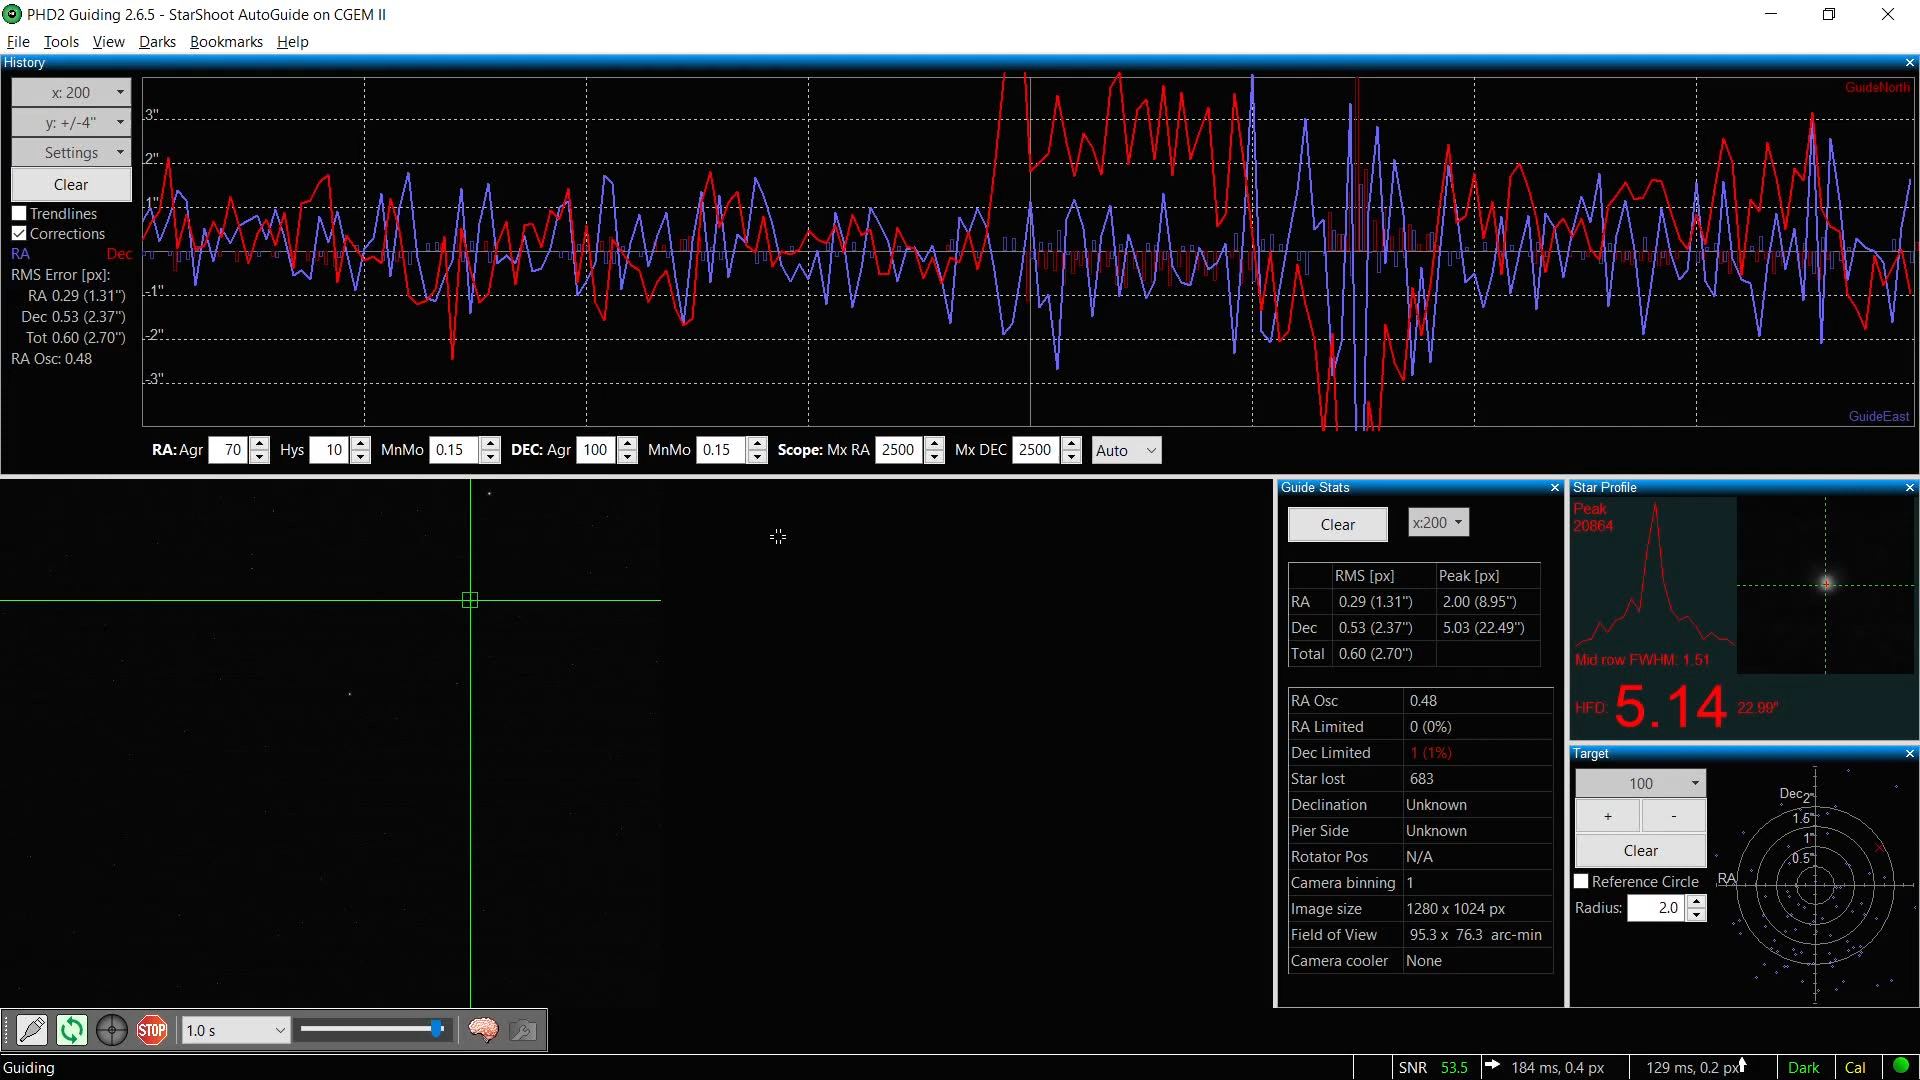 PHD2 Guiding 2.6.5 - StarShoot AutoGuide on CGEM II
File Tools View Darks Bookmarks Help
History
x: 200
y: +/-4"
Settings
Clear
Trendlines
Corrections
RA Dec
RMS Error [px]:
RA 0.29 (1.31")
Dec 0.53 (2.37")
Tot 0.60 (2.70")
RA Osc: 0.48
3"
2"
1"
-1"
-2"
-3"
GuideNorth
GuideEast
RA: Agr 70 Hys 10 MnMo 0.15 DEC: Agr 100 MnMo 0.15 Scope: Mx RA 2500 Mx DEC 2500 Auto
Guide Stats
Clear x:200
RMS [px] Peak [px]
RA 0.29 (1.31") 2.00 (8.95")
Dec 0.53 (2.37") 5.03 (22.49")
Total 0.60 (2.70")
RA Osc 0.48
RA Limited 0 (0%)
Dec Limited 1 (1%)
Star lost 683
Declination Unknown
Pier Side Unknown
Rotator Pos N/A
Camera binning 1
Image size 1280 x 1024 px
Field of View 95.3 x 76.3 arc-min
Camera cooler None
Star Profile
Peak
20864
Mid row FWHM: 1.51
HFD: 5.14 22.99"
Target
100
+ -
Clear
Reference Circle
Radius: 2.0
Dec 2"
1.5"
1"
0.5"
RA
STOP 1.0 s
Guiding SNR 53.5 184 ms, 0.4 px 129 ms, 0.2 px Dark Cal